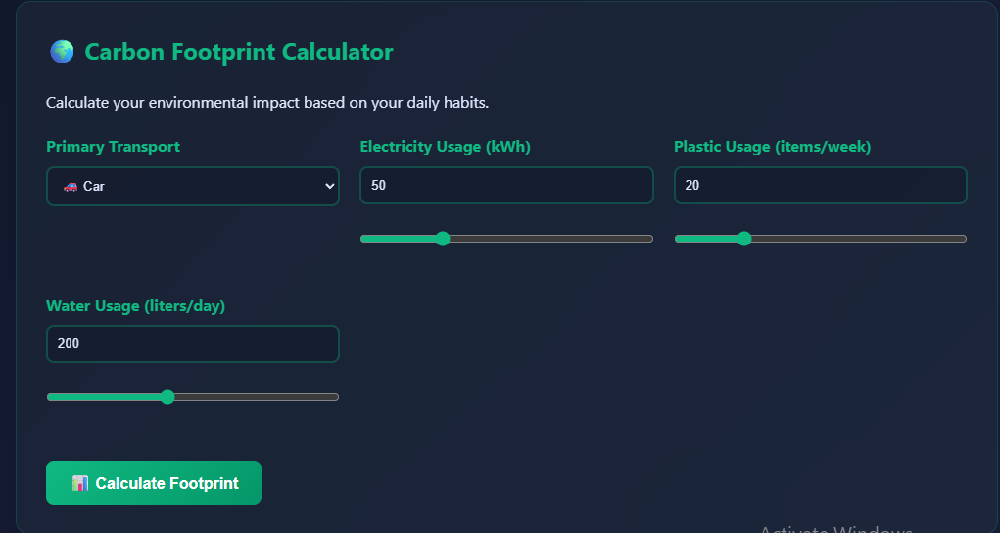 🌍 Carbon Footprint Calculator
Calculate your environmental impact based on your daily habits.
Primary Transport
🚗 Car
Electricity Usage (kWh)
50
Plastic Usage (items/week)
20
Water Usage (liters/day)
200
📊 Calculate Footprint
Activate Windows